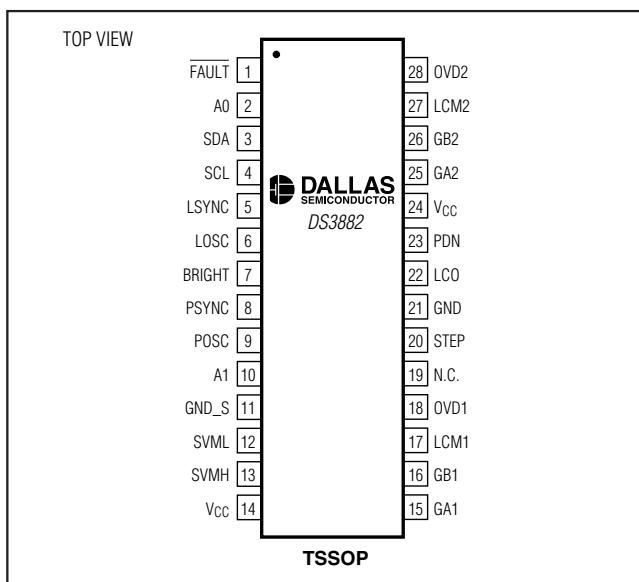 TOP VIEW
FAULT 1
A0 2
SDA 3
SCL 4
LSYNC 5
LOSC 6
BRIGHT 7
PSYNC 8
POSC 9
A1 10
GND_S 11
SVML 12
SVMH 13
VCC 14
DALLAS
SEMICONDUCTOR
DS3882
28 OVD2
27 LCM2
26 GB2
25 GA2
24 VCC
23 PDN
22 LCO
21 GND
20 STEP
19 N.C.
18 OVD1
17 LCM1
16 GB1
15 GA1
TSSOP